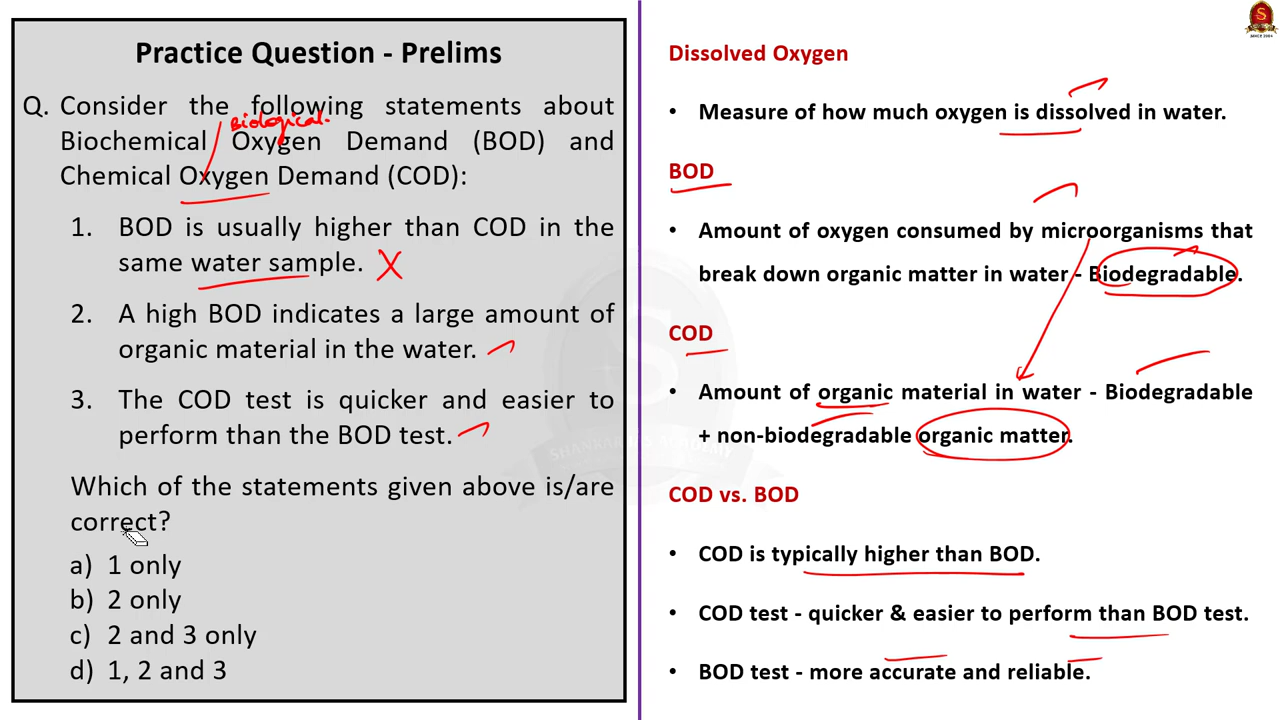 Practice Question - Prelims
Q. Consider the following statements about
Biological.
Biochemical Oxygen Demand (BOD) and
Chemical Oxygen Demand (COD):
1. BOD is usually higher than COD in the
same water sample. X
2. A high BOD indicates a large amount of
organic material in the water.
3. The COD test is quicker and easier to
perform than the BOD test.
Which of the statements given above is/are
correct?
a) 1 only
b) 2 only
c) 2 and 3 only
d) 1, 2 and 3
Dissolved Oxygen
• Measure of how much oxygen is dissolved in water.
BOD
• Amount of oxygen consumed by microorganisms that
break down organic matter in water - Biodegradable.
COD
• Amount of organic material in water - Biodegradable
+ non-biodegradable organic matter.
COD vs. BOD
• COD is typically higher than BOD.
• COD test - quicker & easier to perform than BOD test.
• BOD test - more accurate and reliable.
SINCE 2004